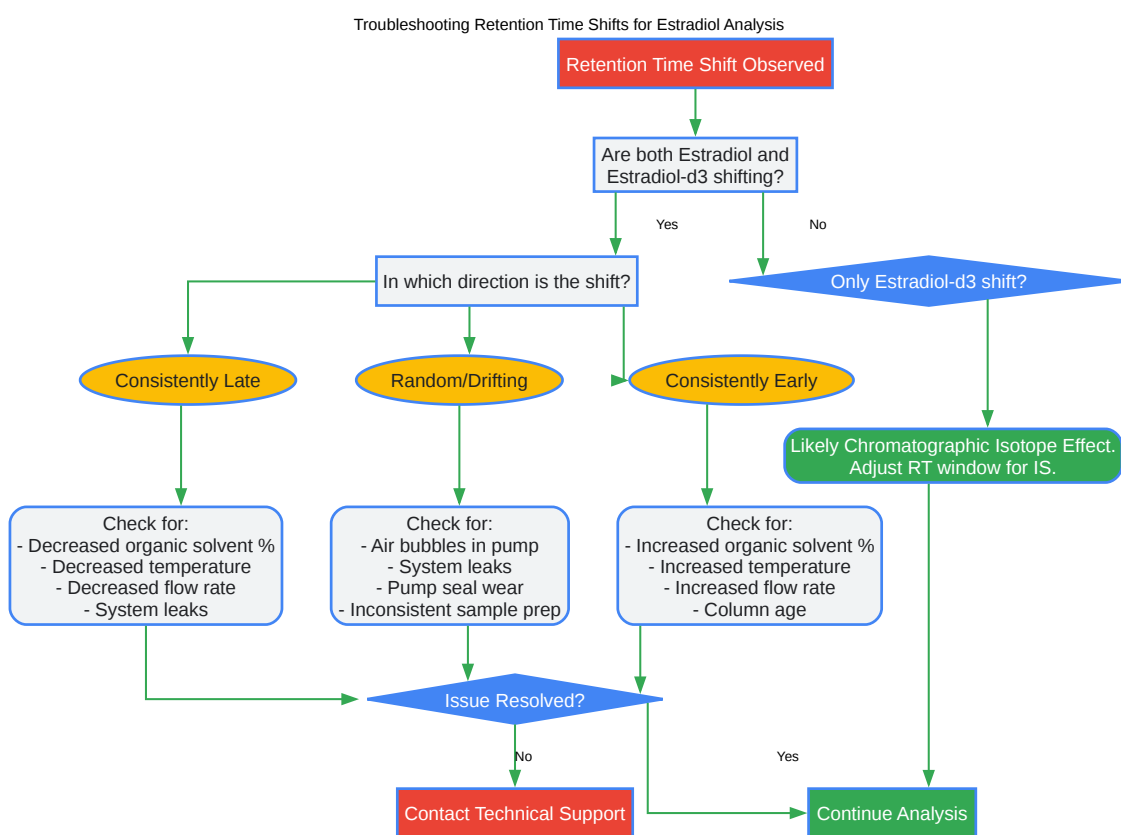 Troubleshooting Retention Time Shifts for Estradiol Analysis
Retention Time Shift Observed
Are both Estradiol and
Estradiol-d3 shifting?
Yes
No
In which direction is the shift?
Only Estradiol-d3 shift?
Consistently Late
Random/Drifting
Consistently Early
Likely Chromatographic Isotope Effect.
Adjust RT window for IS.
Check for:
- Decreased organic solvent %
- Decreased temperature
- Decreased flow rate
- System leaks
Check for:
- Air bubbles in pump
- System leaks
- Pump seal wear
- Inconsistent sample prep
Check for:
- Increased organic solvent %
- Increased temperature
- Increased flow rate
- Column age
Issue Resolved?
No
Yes
Contact Technical Support
Continue Analysis